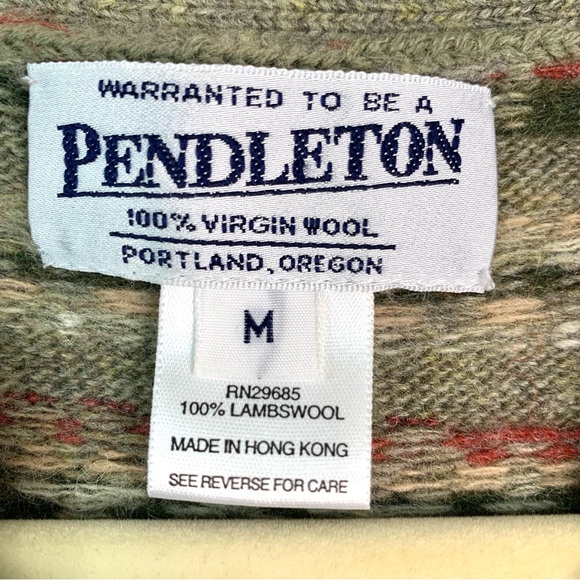 WARRANTED TO BE A
PENDLETON
100% VIRGIN WOOL
PORTLAND, OREGON
M
RN29685
100% LAMBSWOOL
MADE IN HONG KONG
SEE REVERSE FOR CARE